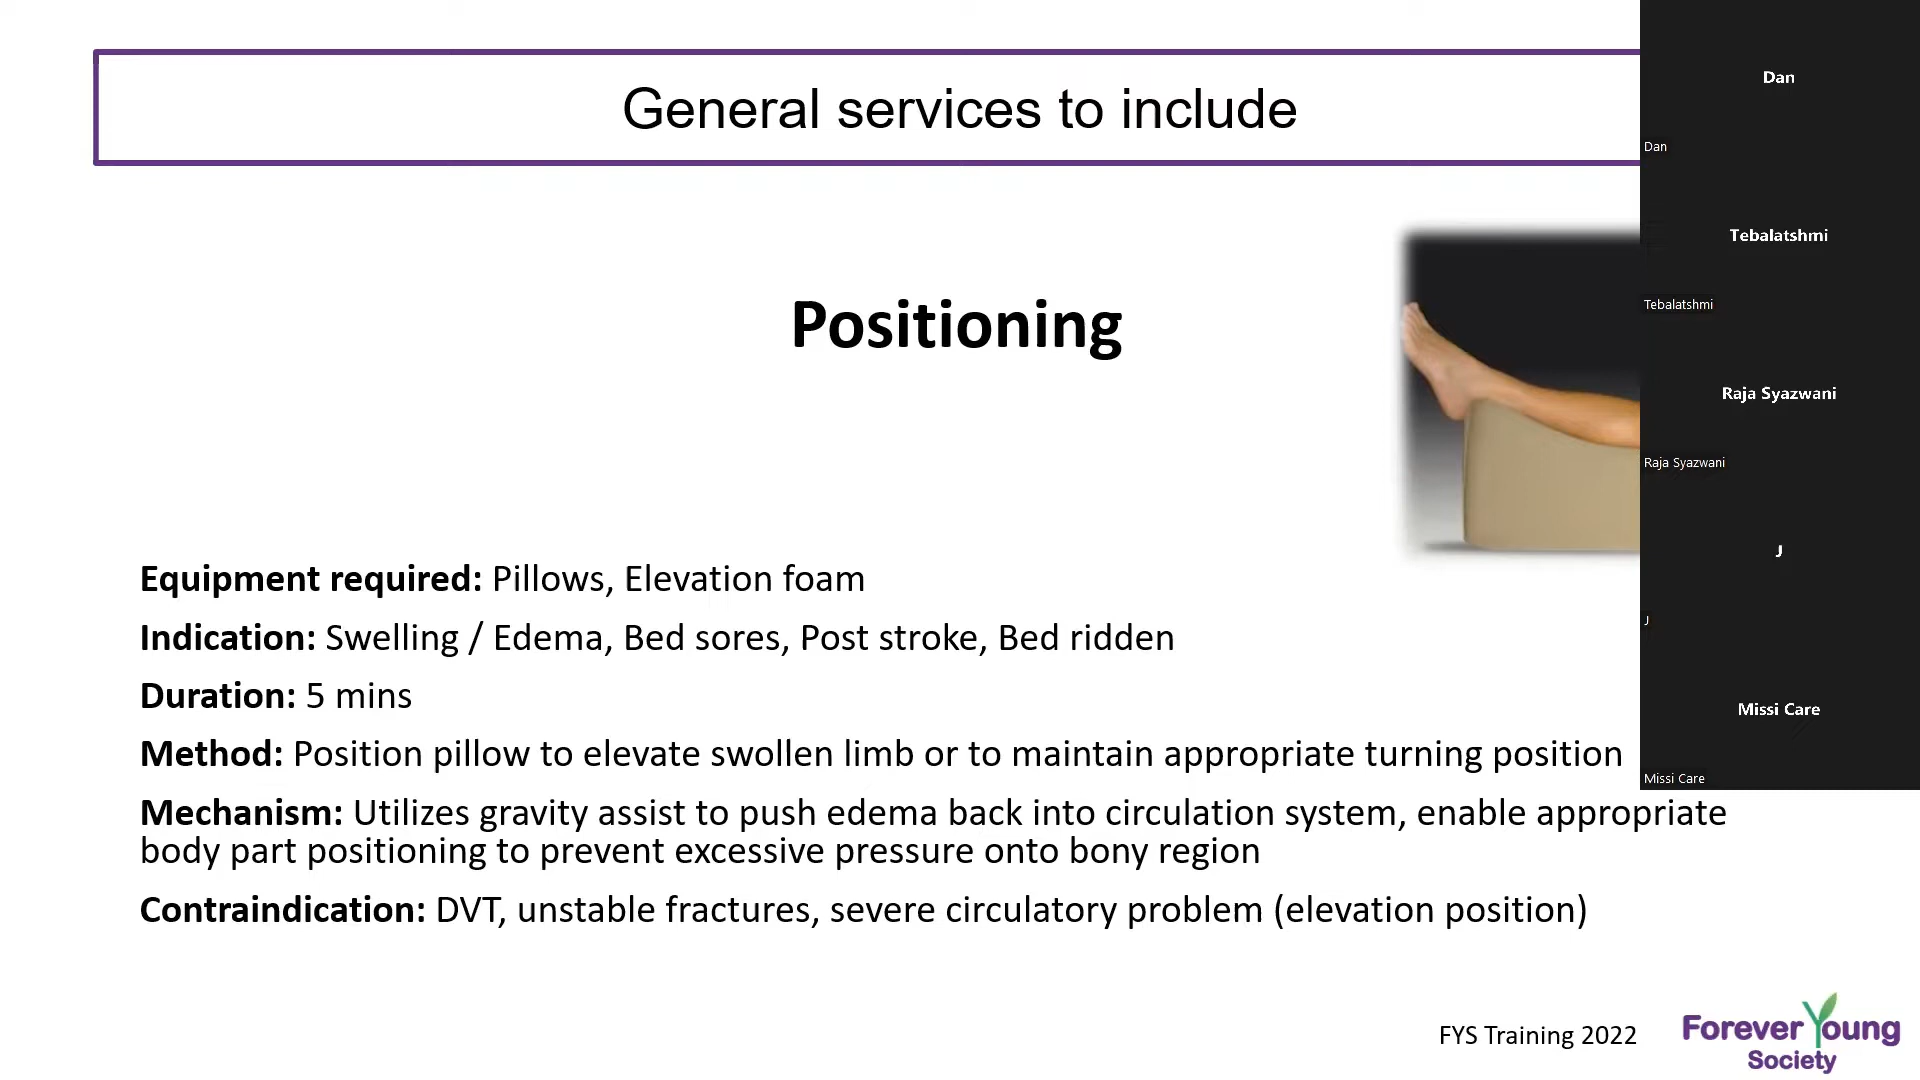 General services to include
Positioning
Equipment required: Pillows, Elevation foam
Indication: Swelling / Edema, Bed sores, Post stroke, Bed ridden
Duration: 5 mins
Method: Position pillow to elevate swollen limb or to maintain appropriate turning position
Mechanism: Utilizes gravity assist to push edema back into circulation system, enable appropriate
body part positioning to prevent excessive pressure onto bony region
Contraindication: DVT, unstable fractures, severe circulatory problem (elevation position)
FYS Training 2022
Forever Young
Society
Dan
Dan
Tebalatshmi
Tebalatshmi
Raja Syazwani
Raja Syazwani
J
J
Missi Care
Missi Care